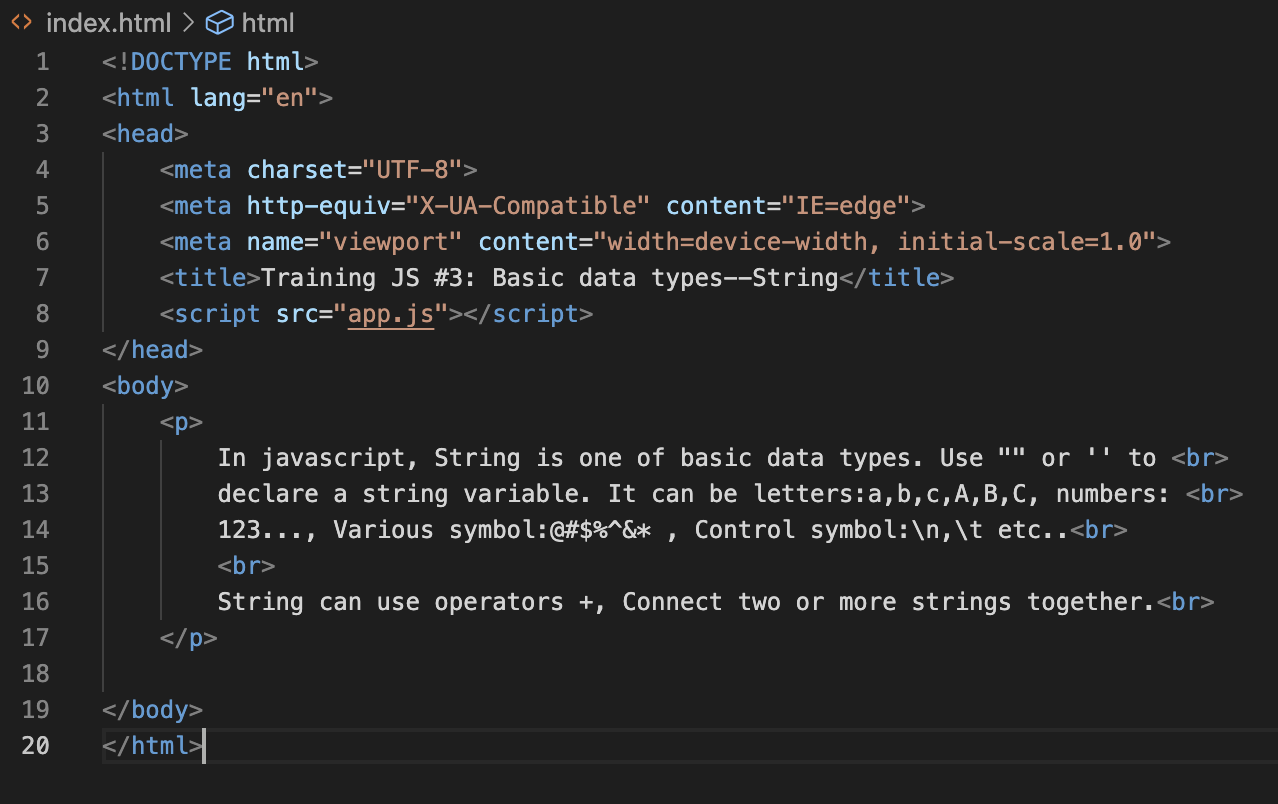 index.html > html
1 <!DOCTYPE html>
2 <html lang="en">
3 <head>
4     <meta charset="UTF-8">
5     <meta http-equiv="X-UA-Compatible" content="IE=edge">
6     <meta name="viewport" content="width=device-width, initial-scale=1.0">
7     <title>Training JS #3: Basic data types--String</title>
8     <script src="app.js"></script>
9 </head>
10 <body>
11     <p>
12         In javascript, String is one of basic data types. Use "" or '' to <br>
13         declare a string variable. It can be letters:a,b,c,A,B,C, numbers: <br>
14         123..., Various symbol:@#$%^&* , Control symbol:\n,\t etc..<br>
15         <br>
16         String can use operators +, Connect two or more strings together.<br>
17     </p>
18
19 </body>
20 </html>